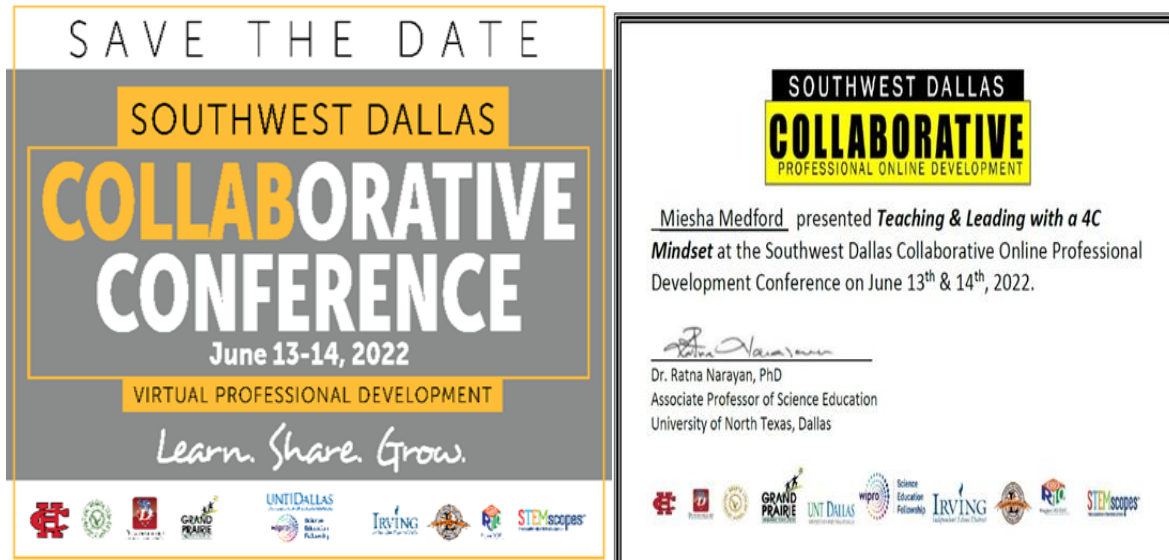 SAVE THE DATE
SOUTHWEST DALLAS
COLLABORATIVE
CONFERENCE
June 13-14, 2022
VIRTUAL PROFESSIONAL DEVELOPMENT
Learn. Share. Grow.
GRAND
PRAIRIE
UNT DALLAS
wipro
Science
Education
Fellowship
IRVING
STEMscopes
SOUTHWEST DALLAS
COLLABORATIVE
PROFESSIONAL ONLINE DEVELOPMENT
Miesha Medford presented Teaching & Leading with a 4C
Mindset at the Southwest Dallas Collaborative Online Professional
Development Conference on June 13th & 14th, 2022.
Dr. Ratna Narayan, PhD
Associate Professor of Science Education
University of North Texas, Dallas
GRAND
PRAIRIE
UNT DALLAS
wipro
Science
Education
Fellowship
IRVING
Independent School District
STEMscopes